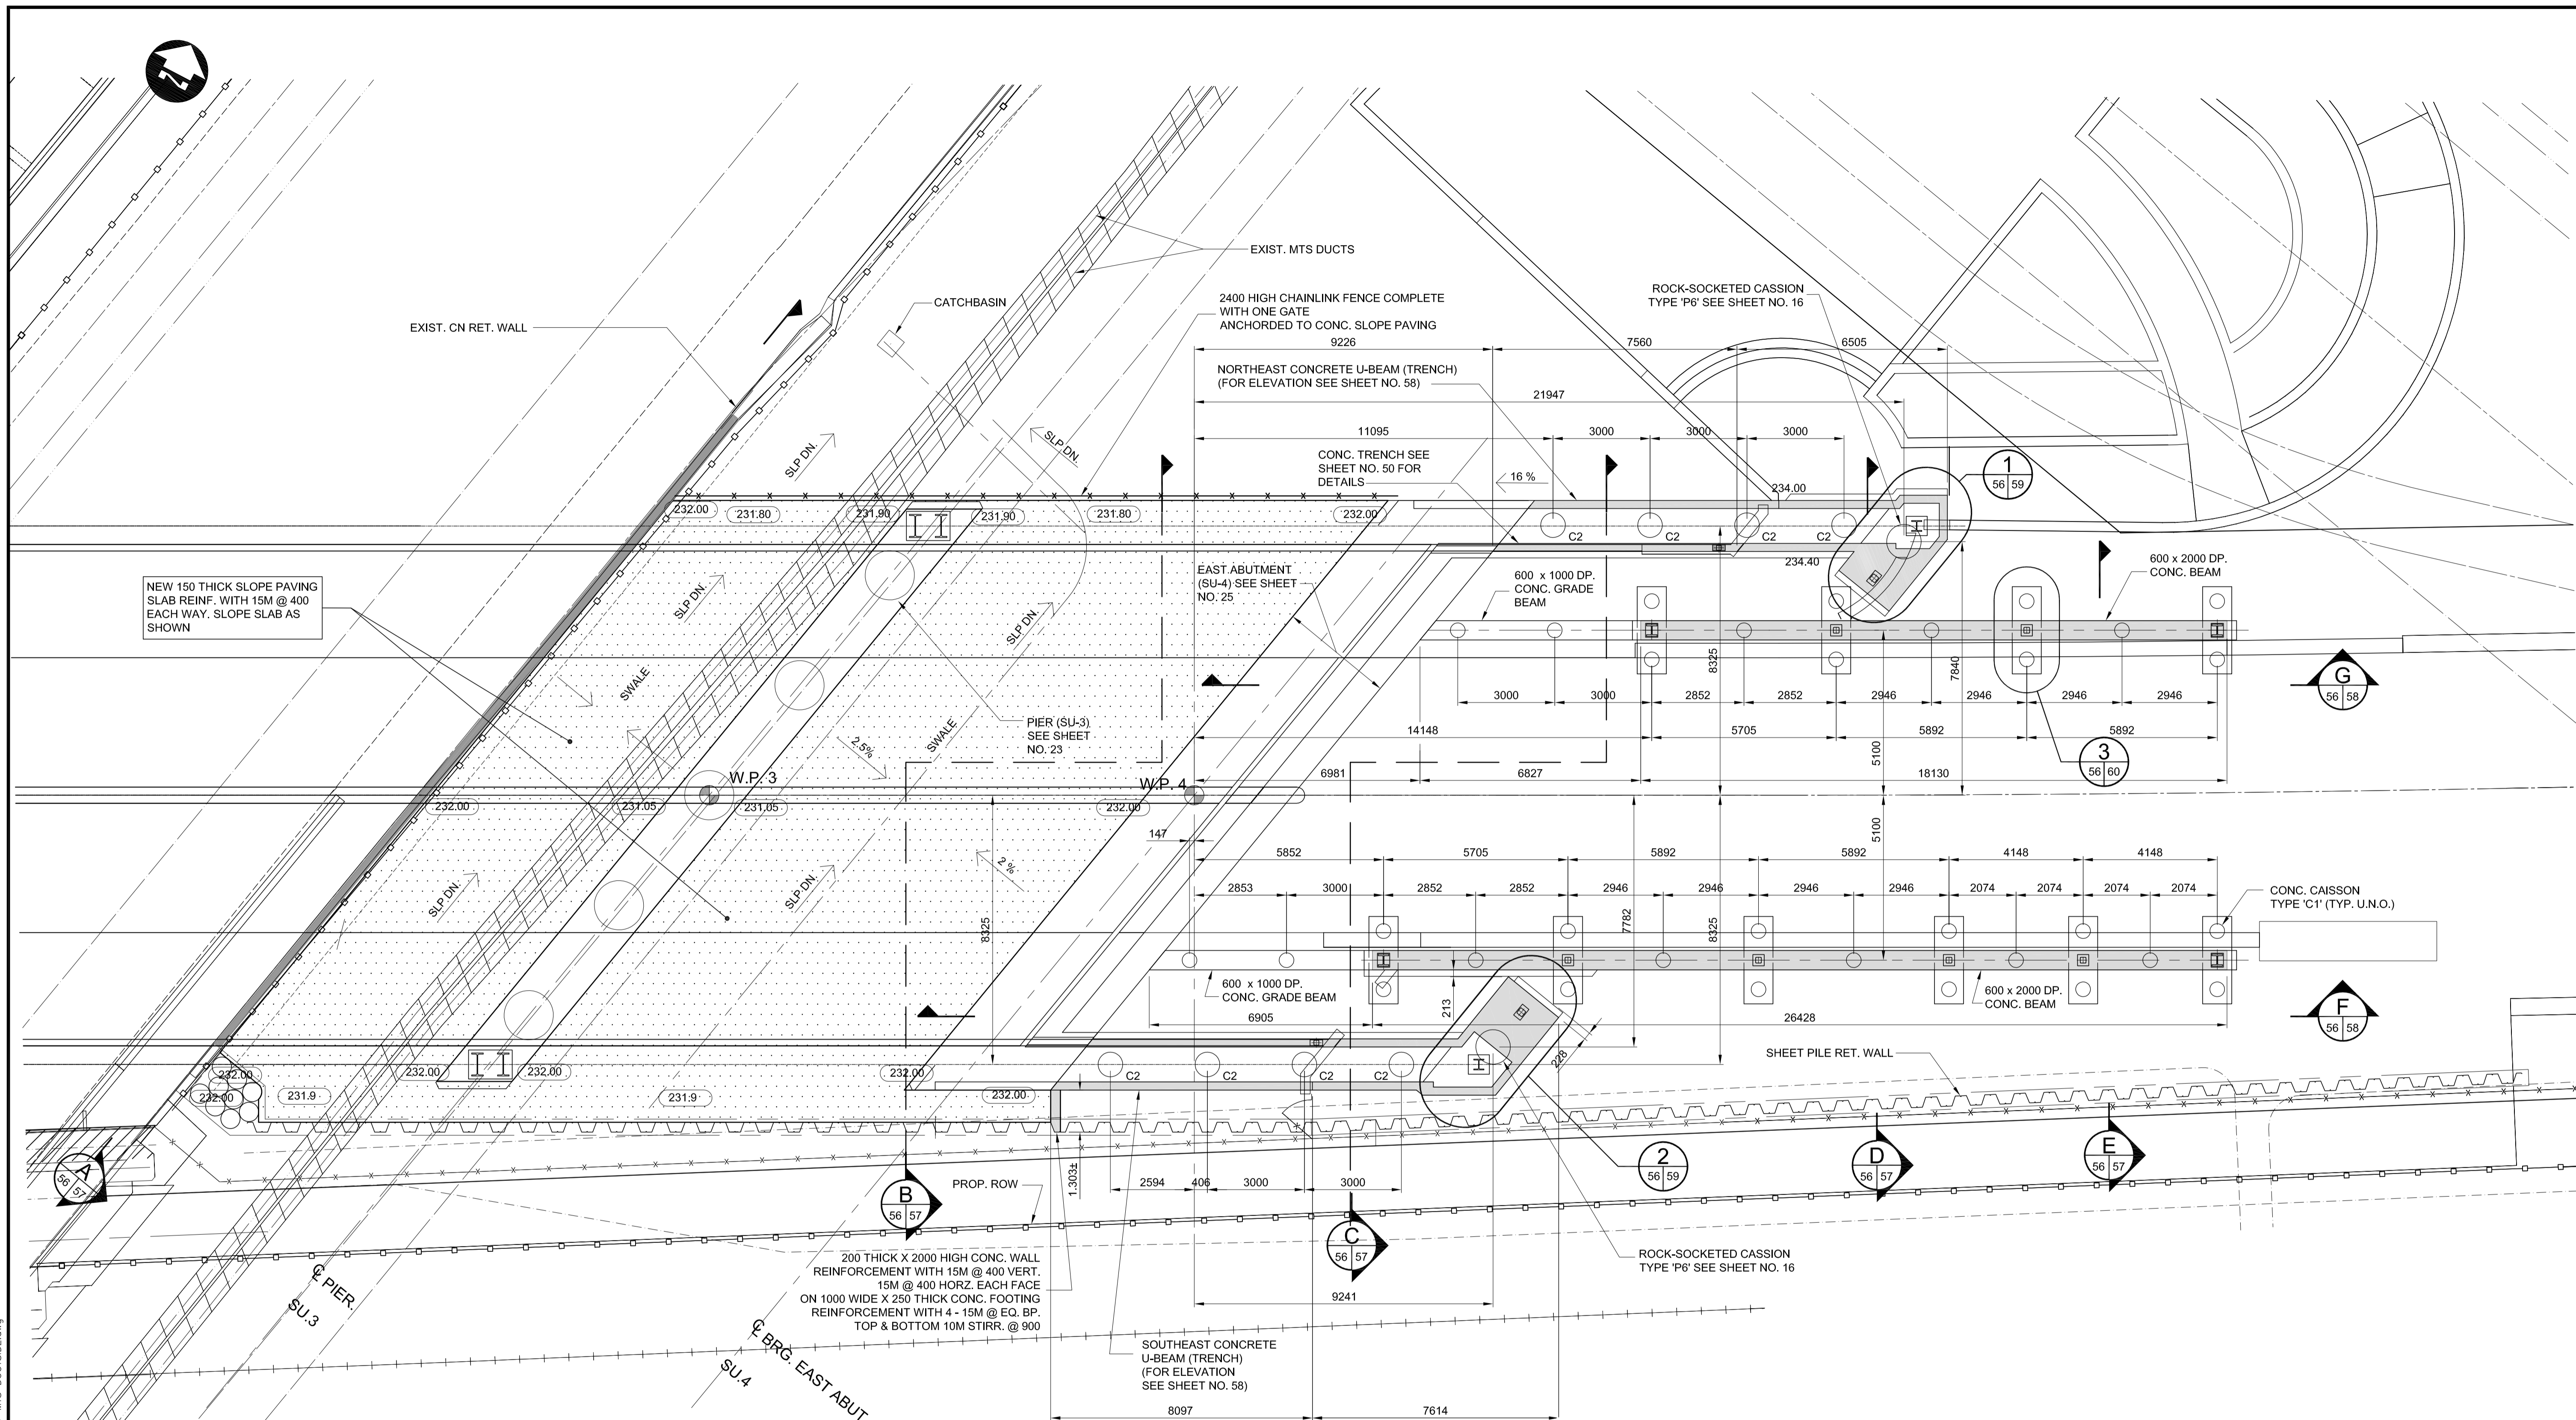 EXIST. MTS DUCTS
CATCHBASIN
EXIST. CN RET. WALL
2400 HIGH CHAINLINK FENCE COMPLETE
WITH ONE GATE
ANCHORDED TO CONC. SLOPE PAVING
ROCK-SOCKETED CASSION
TYPE 'P6' SEE SHEET NO. 16
9226
7560
6505
NORTHEAST CONCRETE U-BEAM (TRENCH)
(FOR ELEVATION SEE SHEET NO. 58)
21947
11095
3000
3000
3000
CONC. TRENCH SEE
SHEET NO. 50 FOR
DETAILS
16 %
234.00
1
56 59
SLP DN.
SLP DN.
232.00
231.80
231.90
231.90
231.80
232.00
C2
C2
C2
C2
234.40
EAST ABUTMENT
(SU-4) SEE SHEET
NO. 25
600 x 1000 DP.
CONC. GRADE
BEAM
600 x 2000 DP.
CONC. BEAM
NEW 150 THICK SLOPE PAVING
SLAB REINF. WITH 15M @ 400
EACH WAY. SLOPE SLAB AS
SHOWN
SLP DN.
SLP DN.
SWALE
SWALE
8325
7840
3000
3000
2852
2852
2946
2946
2946
2946
G
56 58
PIER (SU-3)
SEE SHEET
NO. 23
2.5%
14148
5705
5892
5892
5100
3
56 60
6981
6827
18130
W.P. 3
W.P. 4
232.00
231.05
231.05
232.00
147
5100
2 %
5852
5705
5892
5892
4148
4148
2853
3000
2852
2852
2946
2946
2946
2946
2074
2074
2074
2074
CONC. CAISSON
TYPE 'C1' (TYP. U.N.O.)
SLP DN.
SLP DN.
8325
7782
8325
600 x 1000 DP.
CONC. GRADE BEAM
600 x 2000 DP.
CONC. BEAM
213
6905
26428
F
56 58
228
SHEET PILE RET. WALL
232.00
232.00
232.00
232.00
232.00
231.9
231.9
232.00
C2
C2
C2
C2
A
56 57
B
56 57
PROP. ROW
1.303±
2594
406
3000
3000
C
56 57
2
56 59
D
56 57
E
56 57
200 THICK X 2000 HIGH CONC. WALL
REINFORCEMENT WITH 15M @ 400 VERT.
15M @ 400 HORZ. EACH FACE
ON 1000 WIDE X 250 THICK CONC. FOOTING
REINFORCEMENT WITH 4 - 15M @ EQ. BP.
TOP & BOTTOM 10M STIRR. @ 900
ROCK-SOCKETED CASSION
TYPE 'P6' SEE SHEET NO. 16
9241
℄ PIER.
SU.3
℄ BRG. EAST ABUT
SU.4
SOUTHEAST CONCRETE
U-BEAM (TRENCH)
(FOR ELEVATION
SEE SHEET NO. 58)
8097
7614